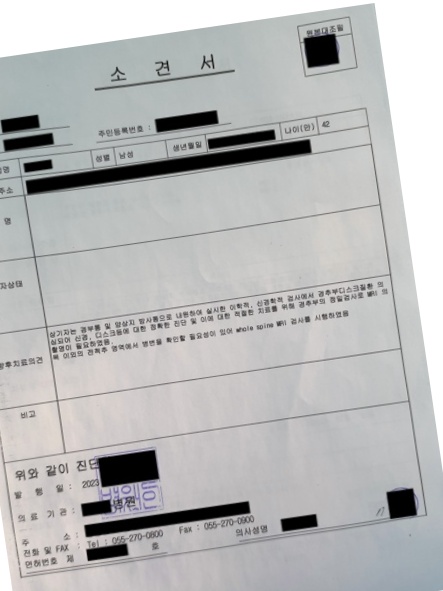 원본대조필
소 견 서
주민등록번호 :
성명 성별 남성 생년월일 나이(만) 42
주소
명
자상태
상기자는 경부통 및 양상지 방사통으로 내원하여 실시한 이학적, 신경학적 검사에서 경추부디스크질환 의
심되어 신경, 디스크등에 대한 정확한 진단 및 이에 대한 적절한 치료를 위해 경추부의 정밀검사로 MRI 의
촬영이 필요하였음.
향후치료의견
목 이외의 전척추 영역에서 병변을 확인할 필요성이 있어 whole spine MRI 검사를 시행하였음
비고
위와 같이 진단
발 행 일 : 2023
의 료 기 관 : 병원
주 소 :
전화 및 FAX : Tel : 055-270-0800 Fax : 055-270-0900
면허번호 제 호 의사성명